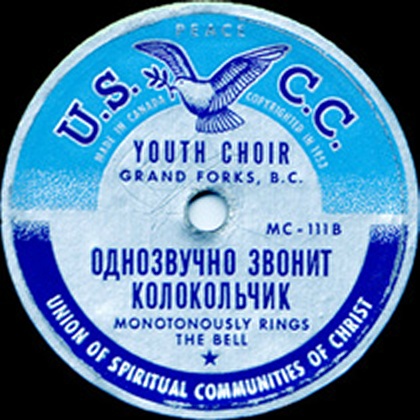 PEACE
U.S. C.C.
MADE IN CANADA
COPYRIGHTED IN 1953
YOUTH CHOIR
GRAND FORKS, B.C.
MC-111B
ОДНОЗВУЧНО ЗВОНИТ
КОЛОКОЛЬЧИК
MONOTONOUSLY RINGS
THE BELL
UNION OF SPIRITUAL COMMUNITIES OF CHRIST